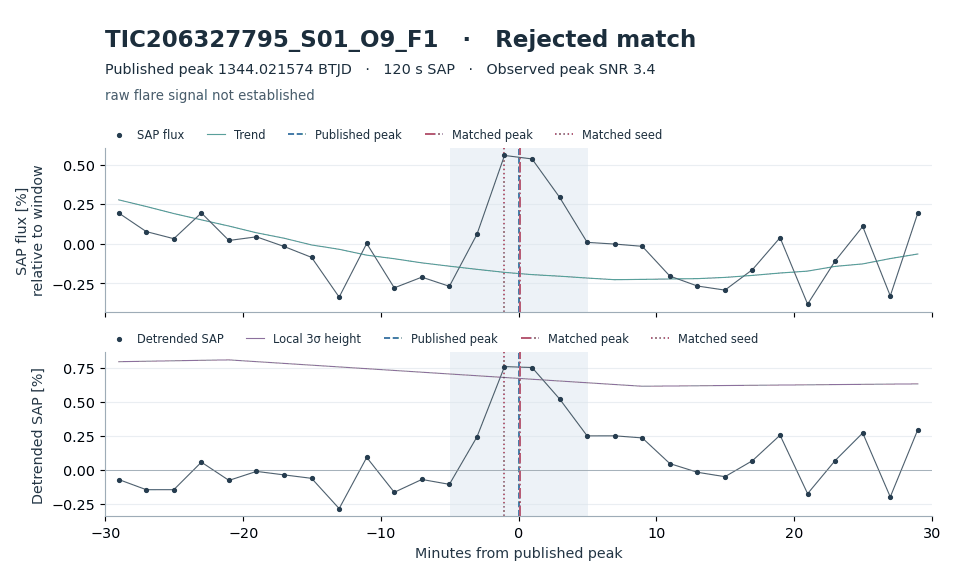 TIC206327795_S01_O9_F1   ·   Rejected match
Published peak 1344.021574 BTJD   ·   120 s SAP   ·   Observed peak SNR 3.4
raw flare signal not established
SAP flux   Trend   Published peak   Matched peak   Matched seed
SAP flux [%]
relative to window
0.50
0.25
0.00
−0.25
Detrended SAP   Local 3σ height   Published peak   Matched peak   Matched seed
Detrended SAP [%]
0.75
0.50
0.25
0.00
−0.25
−30   −20   −10   0   10   20   30
Minutes from published peak